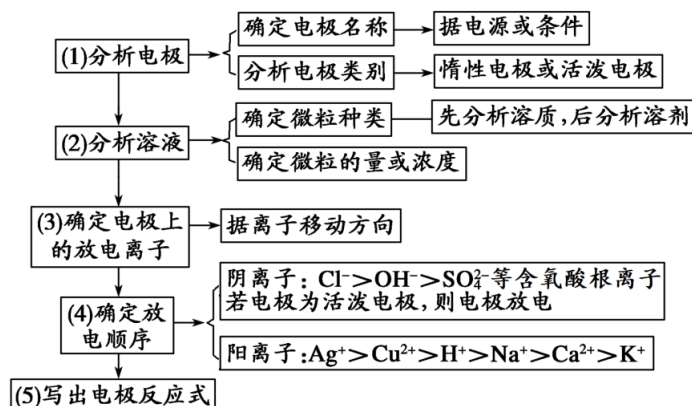 (1)分析电极
确定电极名称
据电源或条件
分析电极类别
惰性电极或活泼电极
(2)分析溶液
确定微粒种类
先分析溶质,后分析溶剂
确定微粒的量或浓度
(3)确定电极上
的放电离子
据离子移动方向
(4)确定放
电顺序
阴离子: Cl⁻>OH⁻>SO₄²⁻等含氧酸根离子
若电极为活泼电极,则电极放电
阳离子:Ag⁺>Cu²⁺>H⁺>Na⁺>Ca²⁺>K⁺
(5)写出电极反应式